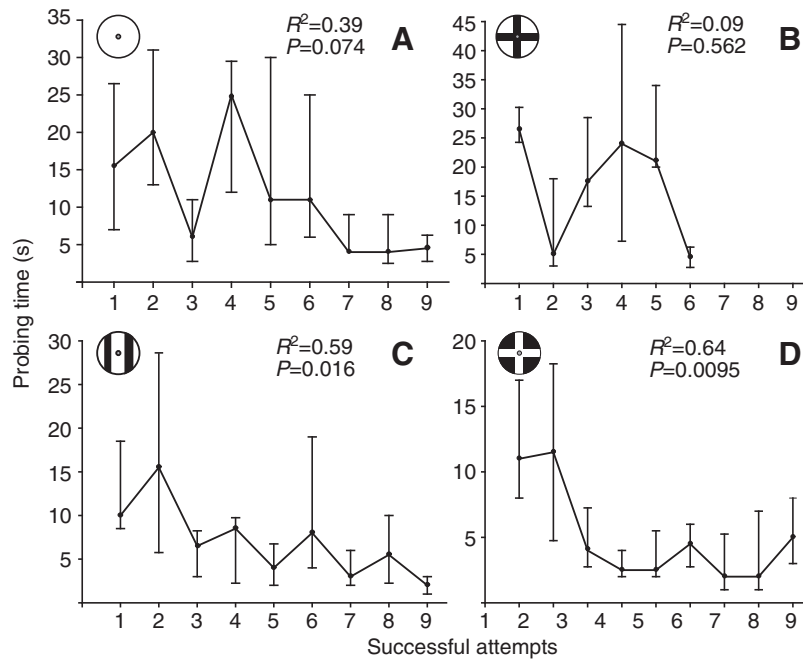 35
30
25
20
15
10
5
R²=0.39
P=0.074
A
1 2 3 4 5 6 7 8 9
45
40
35
30
25
20
15
10
5
R²=0.09
P=0.562
B
1 2 3 4 5 6 7 8 9
Probing time (s)
30
25
20
15
10
5
R²=0.59
P=0.016
C
1 2 3 4 5 6 7 8 9
20
15
10
5
R²=0.64
P=0.0095
D
1 2 3 4 5 6 7 8 9
Successful attempts